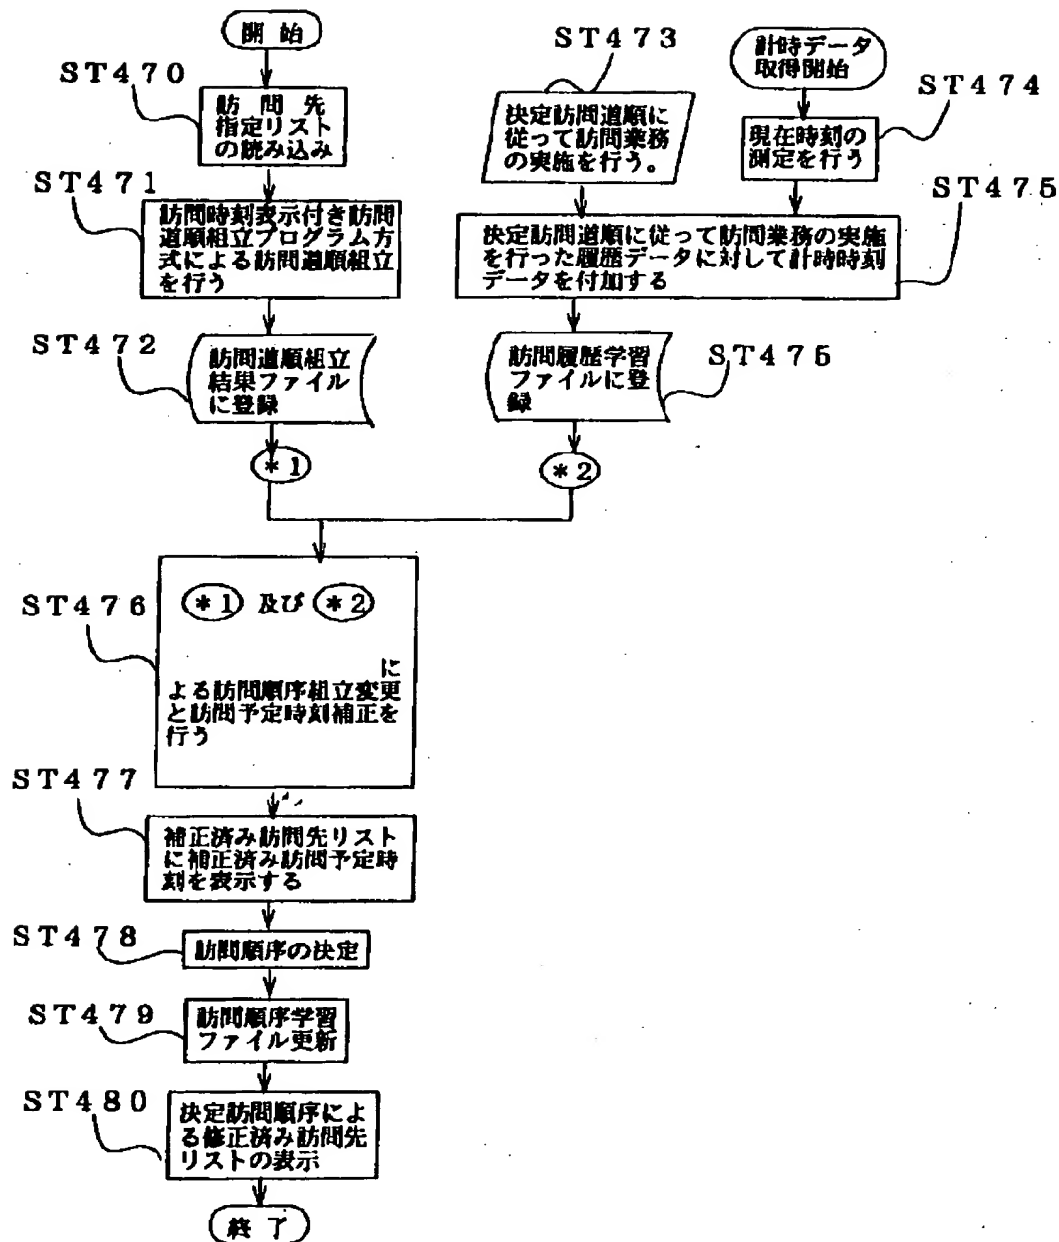 開 始
ST470
訪 問 先
指定リスト
の読み込み
ST471
訪問時刻表示付き訪問
道順組立プログラム方
式による訪問道順組立
を行う
ST472
訪問道順組立
結果ファイル
に登録
*1
ST473
決定訪問道順に
従って訪問業務
の実施を行う。
計時データ
取得開始
ST474
現在時刻の
測定を行う
ST475
決定訪問道順に従って訪問業務の実施
を行った履歴データに対して計時時刻
データを付加する
訪問履歴学習
ファイルに登
録
ST475
*2
ST476
*1 及び *2
に
よる訪問順序組立変更
と訪問予定時刻補正を
行う
ST477
補正済み訪問先リスト
に補正済み訪問予定時
刻を表示する
ST478
訪問順序の決定
ST479
訪問順序学習
ファイル更新
ST480
決定訪問順序によ
る修正済み訪問先
リストの表示
終 了